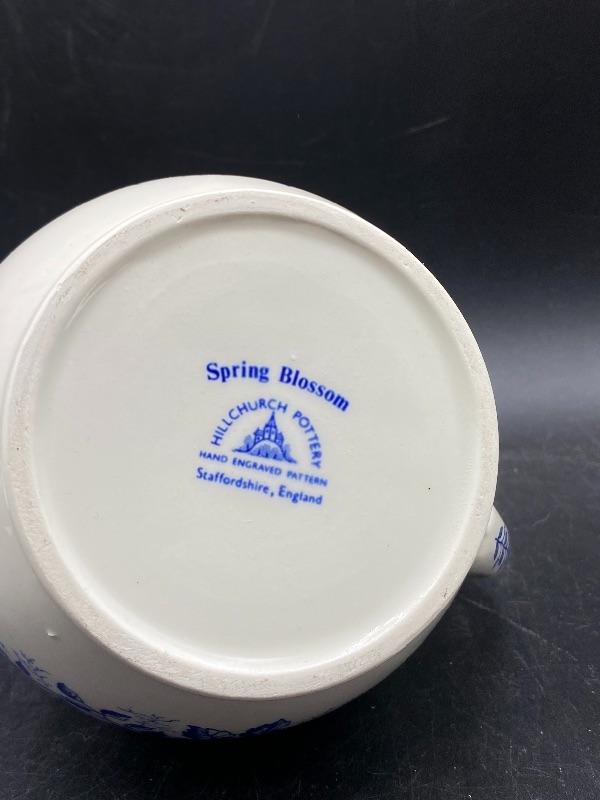 Spring Blossom
HILLCHURCH POTTERY
HAND ENGRAVED PATTERN
Staffordshire, England